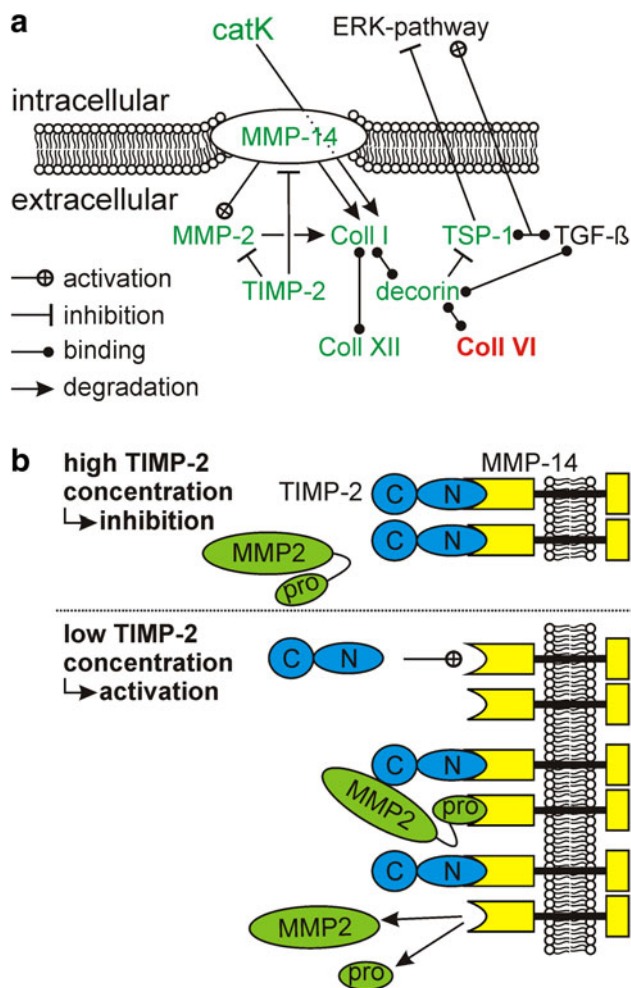 a
catK
ERK-pathway
intracellular
MMP-14
extracellular
MMP-2
Coll I
TSP-1
TGF-ß
TIMP-2
decorin
Coll XII
Coll VI
activation
inhibition
binding
degradation
b
high TIMP-2
concentration
inhibition
TIMP-2
MMP-14
C N
C N
MMP2
pro
low TIMP-2
concentration
activation
C N
C N
MMP2
pro
C N
MMP2
pro